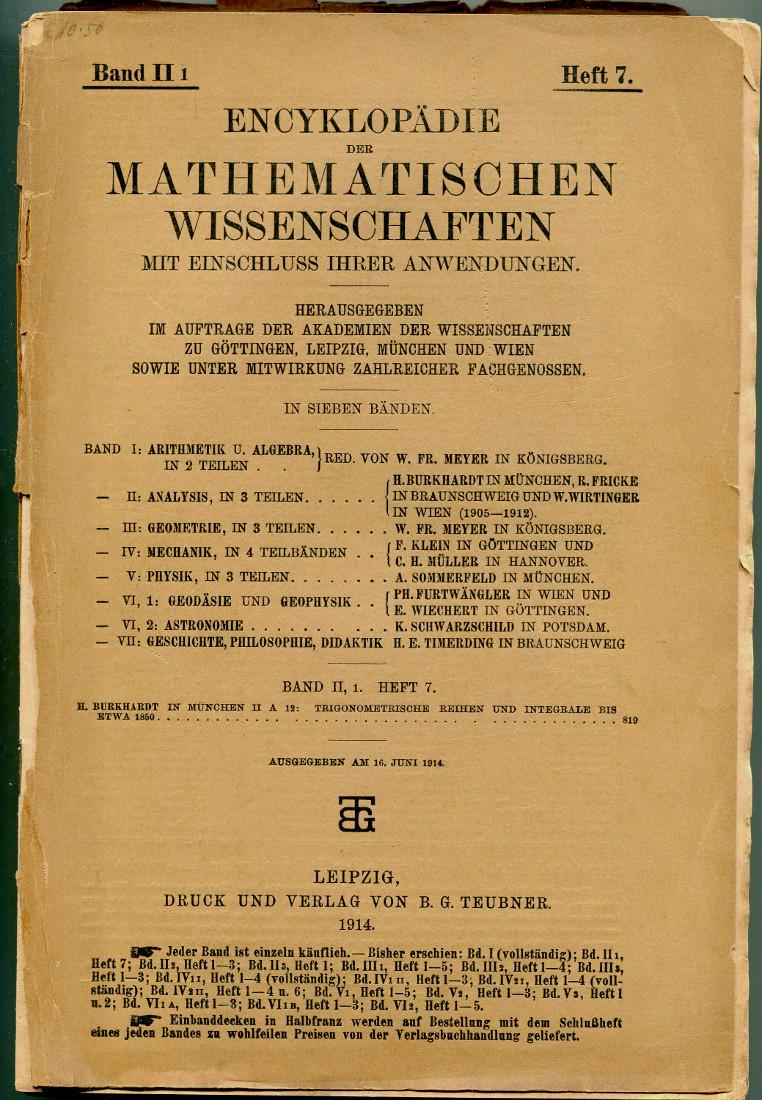 10.50
Band II 1 Heft 7.
ENCYKLOPÄDIE
DER
MATHEMATISCHEN
WISSENSCHAFTEN
MIT EINSCHLUSS IHRER ANWENDUNGEN.
HERAUSGEGEBEN
IM AUFTRAGE DER AKADEMIEN DER WISSENSCHAFTEN
ZU GÖTTINGEN, LEIPZIG, MÜNCHEN UND WIEN
SOWIE UNTER MITWIRKUNG ZAHLREICHER FACHGENOSSEN.
IN SIEBEN BÄNDEN.
BAND I: ARITHMETIK U. ALGEBRA, IN 2 TEILEN . . } RED. VON W. FR. MEYER IN KÖNIGSBERG.
— II: ANALYSIS, IN 3 TEILEN . . . . . . { H. BURKHARDT IN MÜNCHEN, R. FRICKE
IN BRAUNSCHWEIG UND W. WIRTINGER
IN WIEN (1905—1912).
— III: GEOMETRIE, IN 3 TEILEN . . . . . . W. FR. MEYER IN KÖNIGSBERG.
— IV: MECHANIK, IN 4 TEILBÄNDEN . . { F. KLEIN IN GÖTTINGEN UND
C. H. MÜLLER IN HANNOVER.
— V: PHYSIK, IN 3 TEILEN . . . . . . . . A. SOMMERFELD IN MÜNCHEN.
— VI, 1: GEODÄSIE UND GEOPHYSIK . . { PH. FURTWÄNGLER IN WIEN UND
E. WIECHERT IN GÖTTINGEN.
— VI, 2: ASTRONOMIE . . . . . . . . . . K. SCHWARZSCHILD IN POTSDAM.
— VII: GESCHICHTE, PHILOSOPHIE, DIDAKTIK H. E. TIMERDING IN BRAUNSCHWEIG
BAND II, 1. HEFT 7.
H. BURKHARDT IN MÜNCHEN II A 12: TRIGONOMETRISCHE REIHEN UND INTEGRALE BIS
ETWA 1850 . . . . . . . . . . . . . . . . . . . . . . . . . . . . . . 819
AUSGEGEBEN AM 16. JUNI 1914.
BTG
LEIPZIG,
DRUCK UND VERLAG VON B. G. TEUBNER.
1914.
Jeder Band ist einzeln käuflich. — Bisher erschien: Bd. I (vollständig); Bd. II1,
Heft 7; Bd. II2, Heft 1—3; Bd. II3, Heft 1; Bd. III1, Heft 1—5; Bd. III2, Heft 1—4; Bd. III3,
Heft 1—3; Bd. IV1I, Heft 1—4 (vollständig); Bd. IV1II, Heft 1—3; Bd. IV2I, Heft 1—4 (voll-
ständig); Bd. IV2II, Heft 1—4 u. 6; Bd. V1, Heft 1—5; Bd. V2, Heft 1—3; Bd. V3, Heft 1
u. 2; Bd. VI1A, Heft 1—3; Bd. VI1B, Heft 1—3; Bd. VI2, Heft 1—5.
Einbanddecken in Halbfranz werden auf Bestellung mit dem Schlußheft
eines jeden Bandes zu wohlfeilen Preisen von der Verlagsbuchhandlung geliefert.